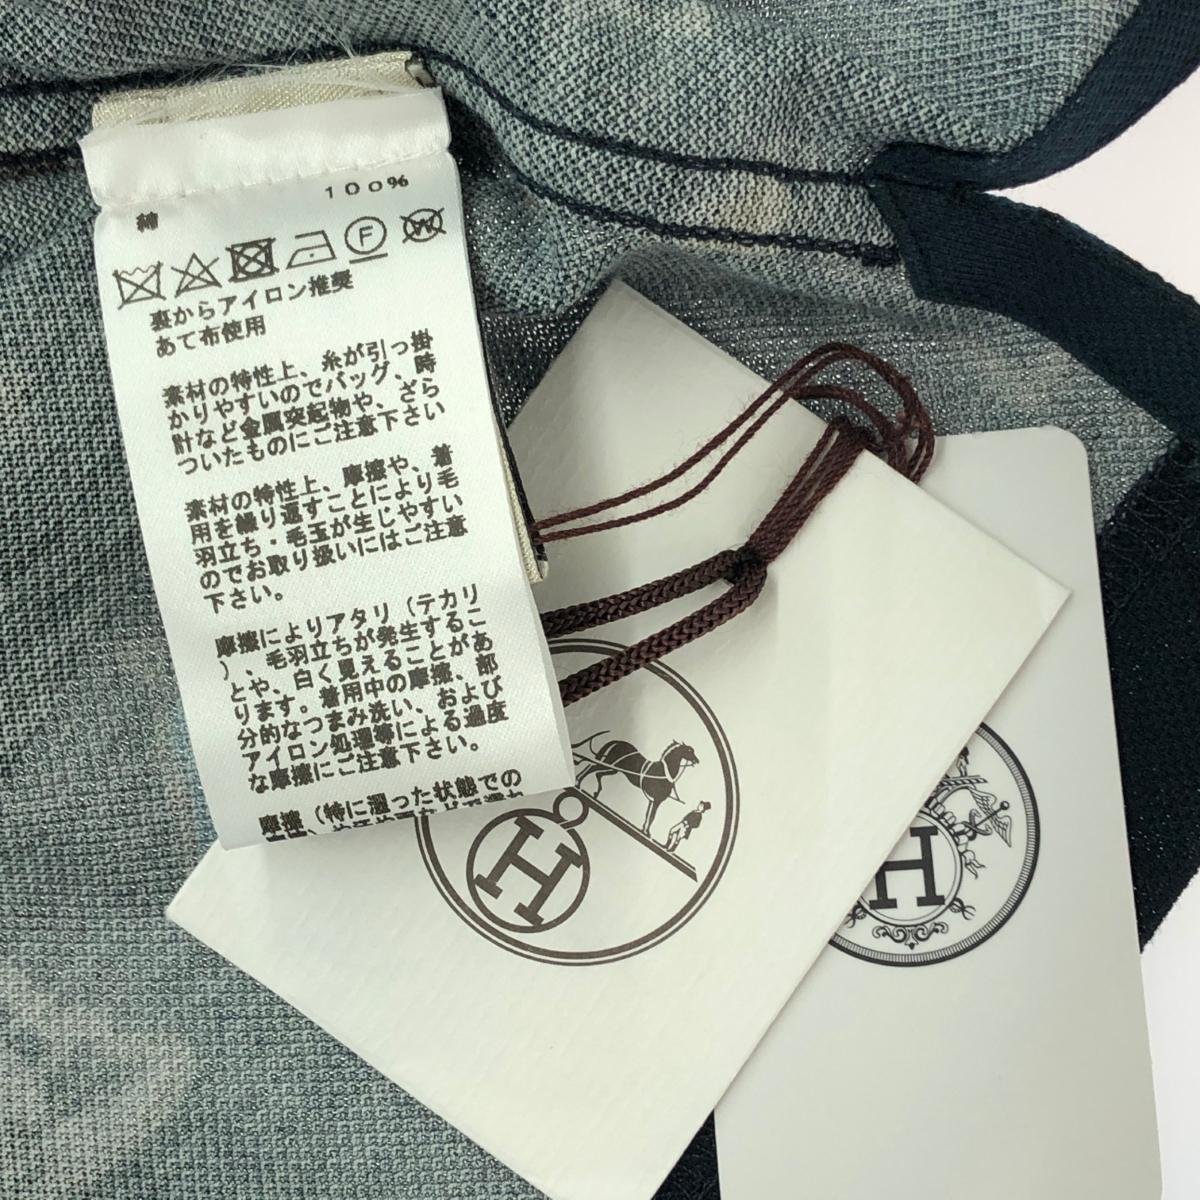 100%
綿
F W
裏からアイロン推奨
あて布使用
素材の特性上、糸が引っ掛
かりやすいのでバッグ、時
計など金属突起物や、ざら
ついたものにご注意下さい
素材の特性上、摩擦や、着
用を繰り返すことにより毛
羽立ち・毛玉が生じやすい
のでお取り扱いにはご注意
下さい。
摩擦によりアタリ（テカリ
）、毛羽立ちが発生するこ
とや、白く見えることがあ
ります。着用中の摩擦、部
分的なつまみ洗い、および
アイロン処理等による過度
な摩擦にご注意下さい。
摩擦（特に湿った状態での
H
H